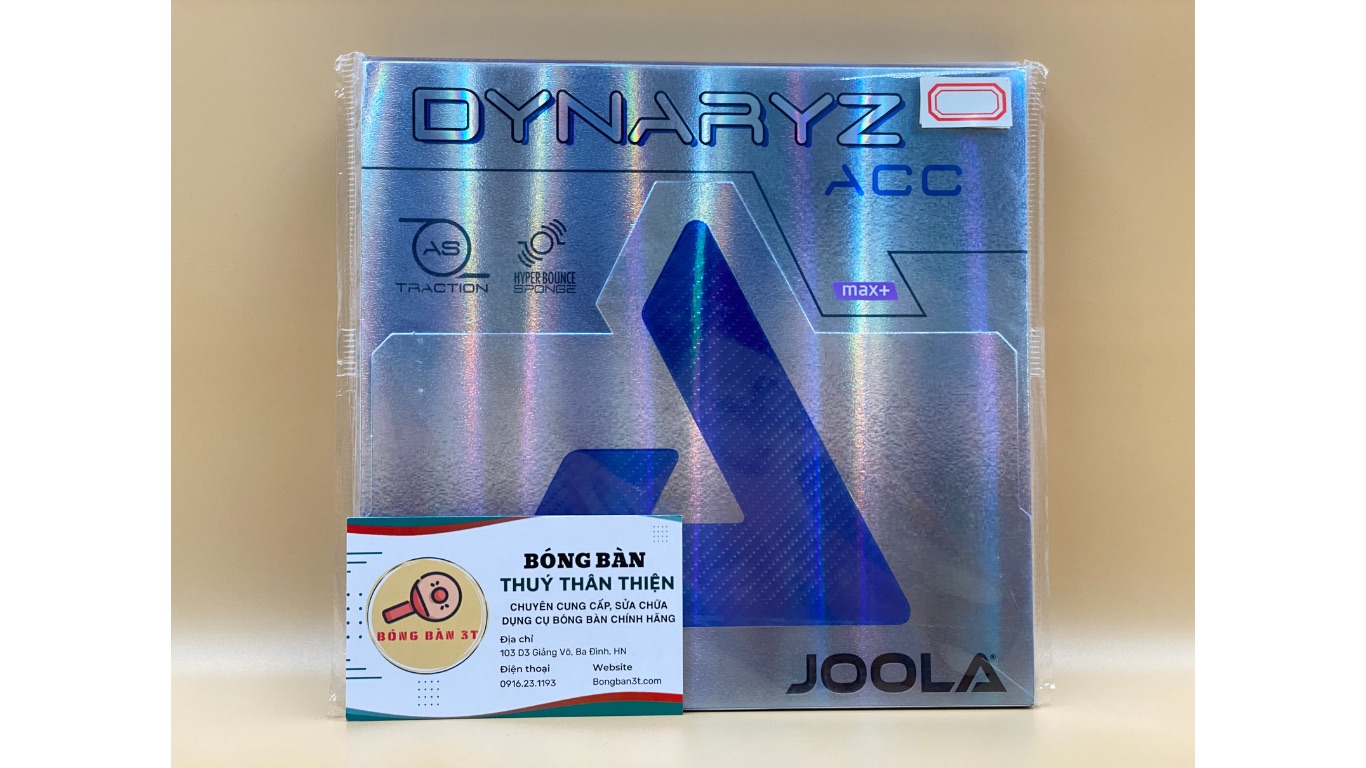 DYNARYZ
ACC
AS
TRACTION
HYPER BOUNCE
SPONGE
max+
BÓNG BÀN
THUÝ THÂN THIỆN
CHUYÊN CUNG CẤP, SỬA CHỮA
DỤNG CỤ BÓNG BÀN CHÍNH HÃNG
BÓNG BÀN 3T
Địa chỉ
103 D3 Giảng Võ, Ba Đình, HN
Điện thoại Website
0916.23.1193 Bongban3t.com
JOOLA®